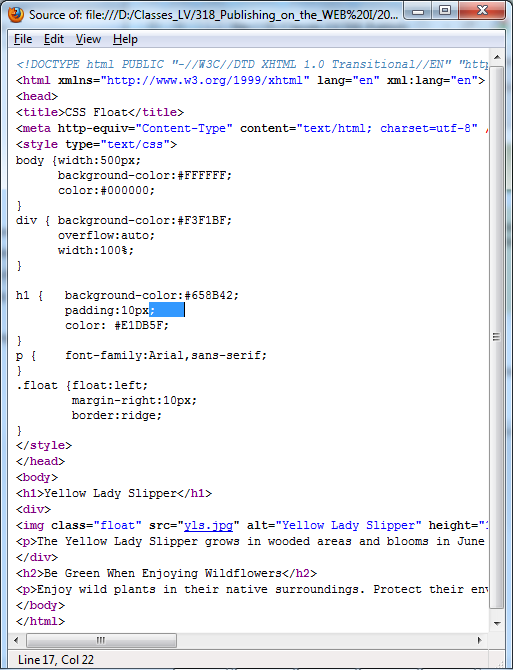 Source of: file:///D:/Classes_LV/318_Publishing_on_the_WEB%20I/20...
File Edit View Help
<!DOCTYPE html PUBLIC "-//W3C//DTD XHTML 1.0 Transitional//EN" "http
<html xmlns="http://www.w3.org/1999/xhtml" lang="en" xml:lang="en">
<head>
<title>CSS Float</title>
<meta http-equiv="Content-Type" content="text/html; charset=utf-8" /
<style type="text/css">
body {width:500px;
background-color:#FFFFFF;
color:#000000;
}
div { background-color:#F3F1BF;
overflow:auto;
width:100%;
}
h1 { background-color:#658B42;
padding:10px;
color: #E1DB5F;
}
p { font-family:Arial,sans-serif;
}
.float {float:left;
margin-right:10px;
border:ridge;
}
</style>
</head>
<body>
<h1>Yellow Lady Slipper</h1>
<div>
<img class="float" src="yls.jpg" alt="Yellow Lady Slipper" height="
<p>The Yellow Lady Slipper grows in wooded areas and blooms in June
</div>
<h2>Be Green When Enjoying Wildflowers</h2>
<p>Enjoy wild plants in their native surroundings. Protect their env
</body>
</html>
Line 17, Col 22